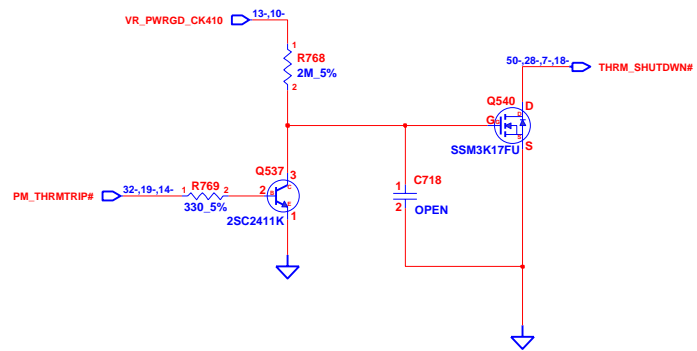 VR_PWRGD_CK410
13-,10-
1
R768
2M_5%
2
50-,28-,7-,18-
THRM_SHUTDWN#
Q540
D
G
S
SSM3K17FU
Q537
3
C
C718
1
2
OPEN
PM_THRMTRIP#
32-,19-,14-
1
R769
2
330_5%
2
B
E
1
2SC2411K